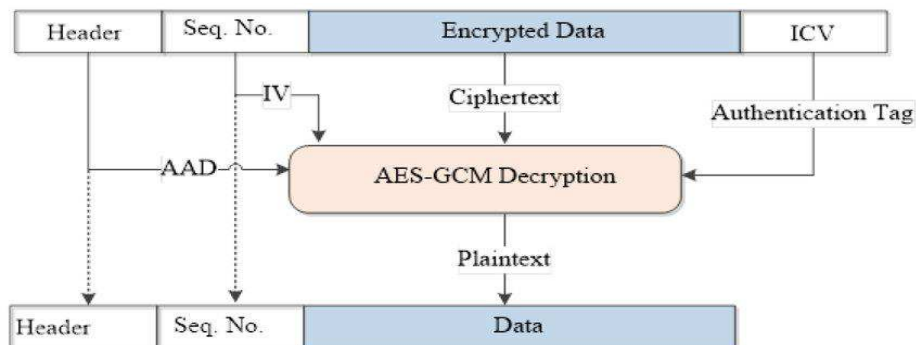 Header Seq. No. Encrypted Data ICV
IV
Ciphertext
Authentication Tag
AAD
AES-GCM Decryption
Plaintext
Header Seq. No. Data